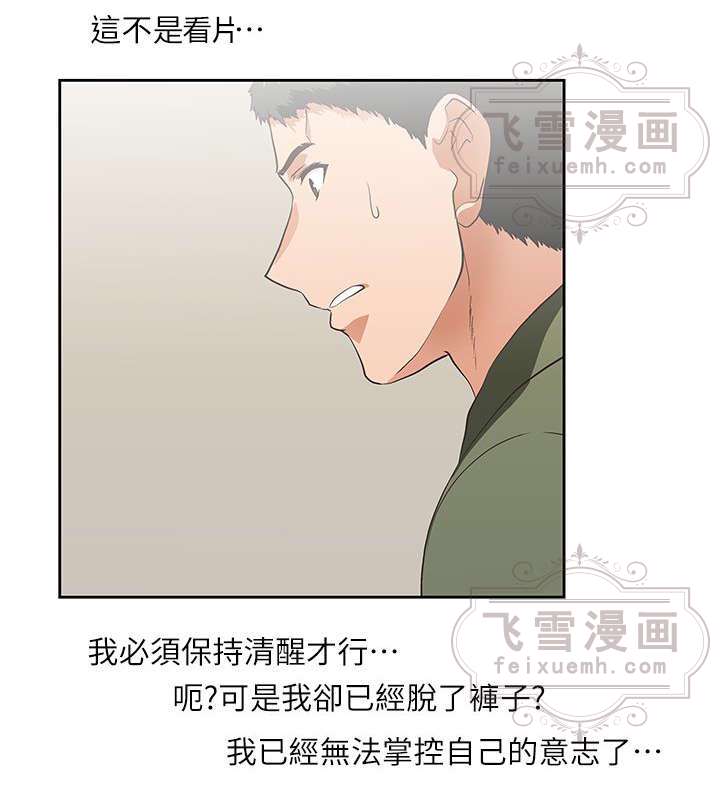 這不是看片…
飞雪漫画
feixuemh.com
我必須保持清醒才行…
呃?可是我卻已經脫了褲子?
我已經無法掌控自己的意志了…
飞雪漫画
feixuemh.com